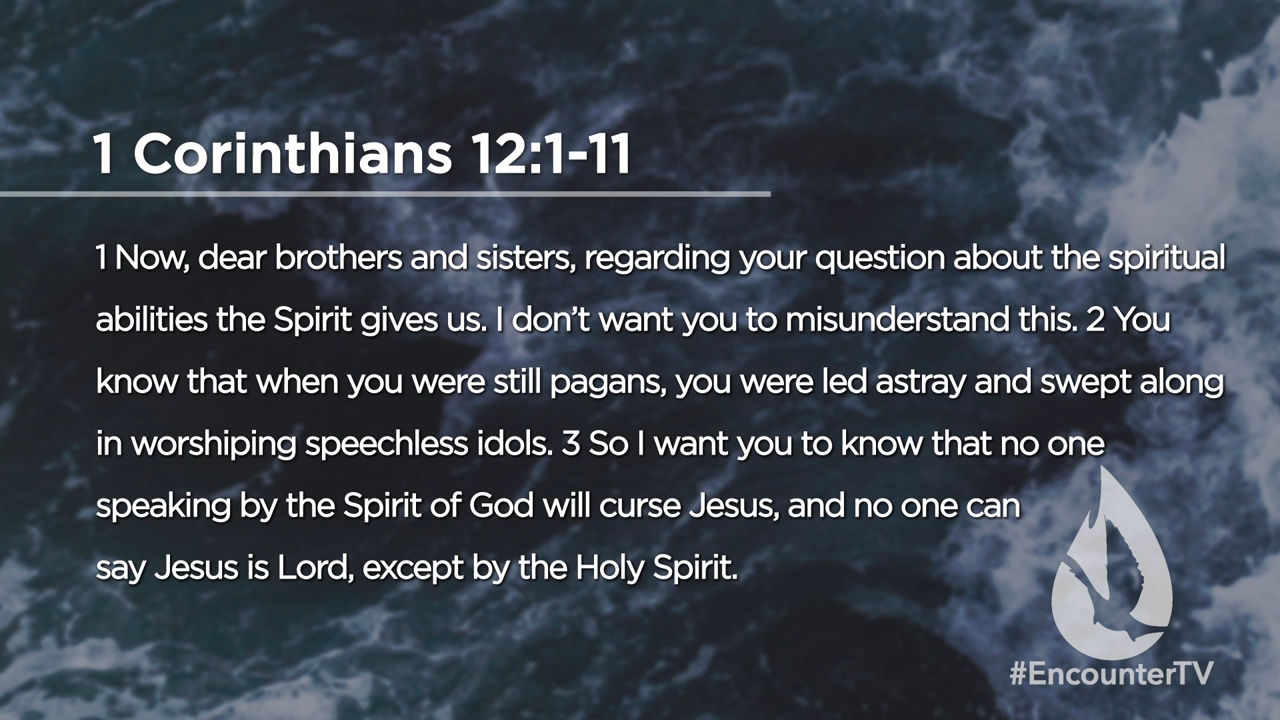 1 Corinthians 12:1-11
1 Now, dear brothers and sisters, regarding your question about the spiritual
abilities the Spirit gives us. I don’t want you to misunderstand this. 2 You
know that when you were still pagans, you were led astray and swept along
in worshiping speechless idols. 3 So I want you to know that no one
speaking by the Spirit of God will curse Jesus, and no one can
say Jesus is Lord, except by the Holy Spirit.
#EncounterTV